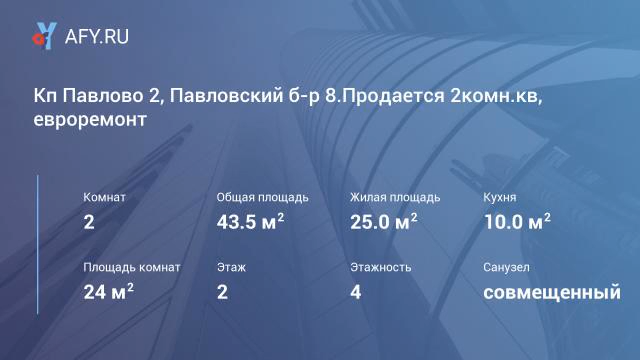 AFY.RU
Кп Павлово 2, Павловский б-р 8.Продается 2комн.кв,
евроремонт
Комнат
2
Общая площадь
43.5 м²
Жилая площадь
25.0 м²
Кухня
10.0 м²
Площадь комнат
24 м²
Этаж
2
Этажность
4
Санузел
совмещенный